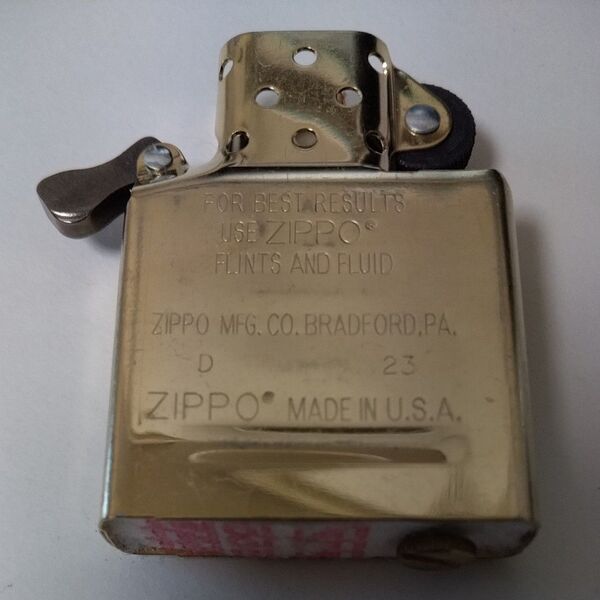 FOR BEST RESULTS
USE ZIPPO®
FLINTS AND FLUID
ZIPPO MFG. CO. BRADFORD, PA.
D 23
ZIPPO® MADE IN U.S.A.